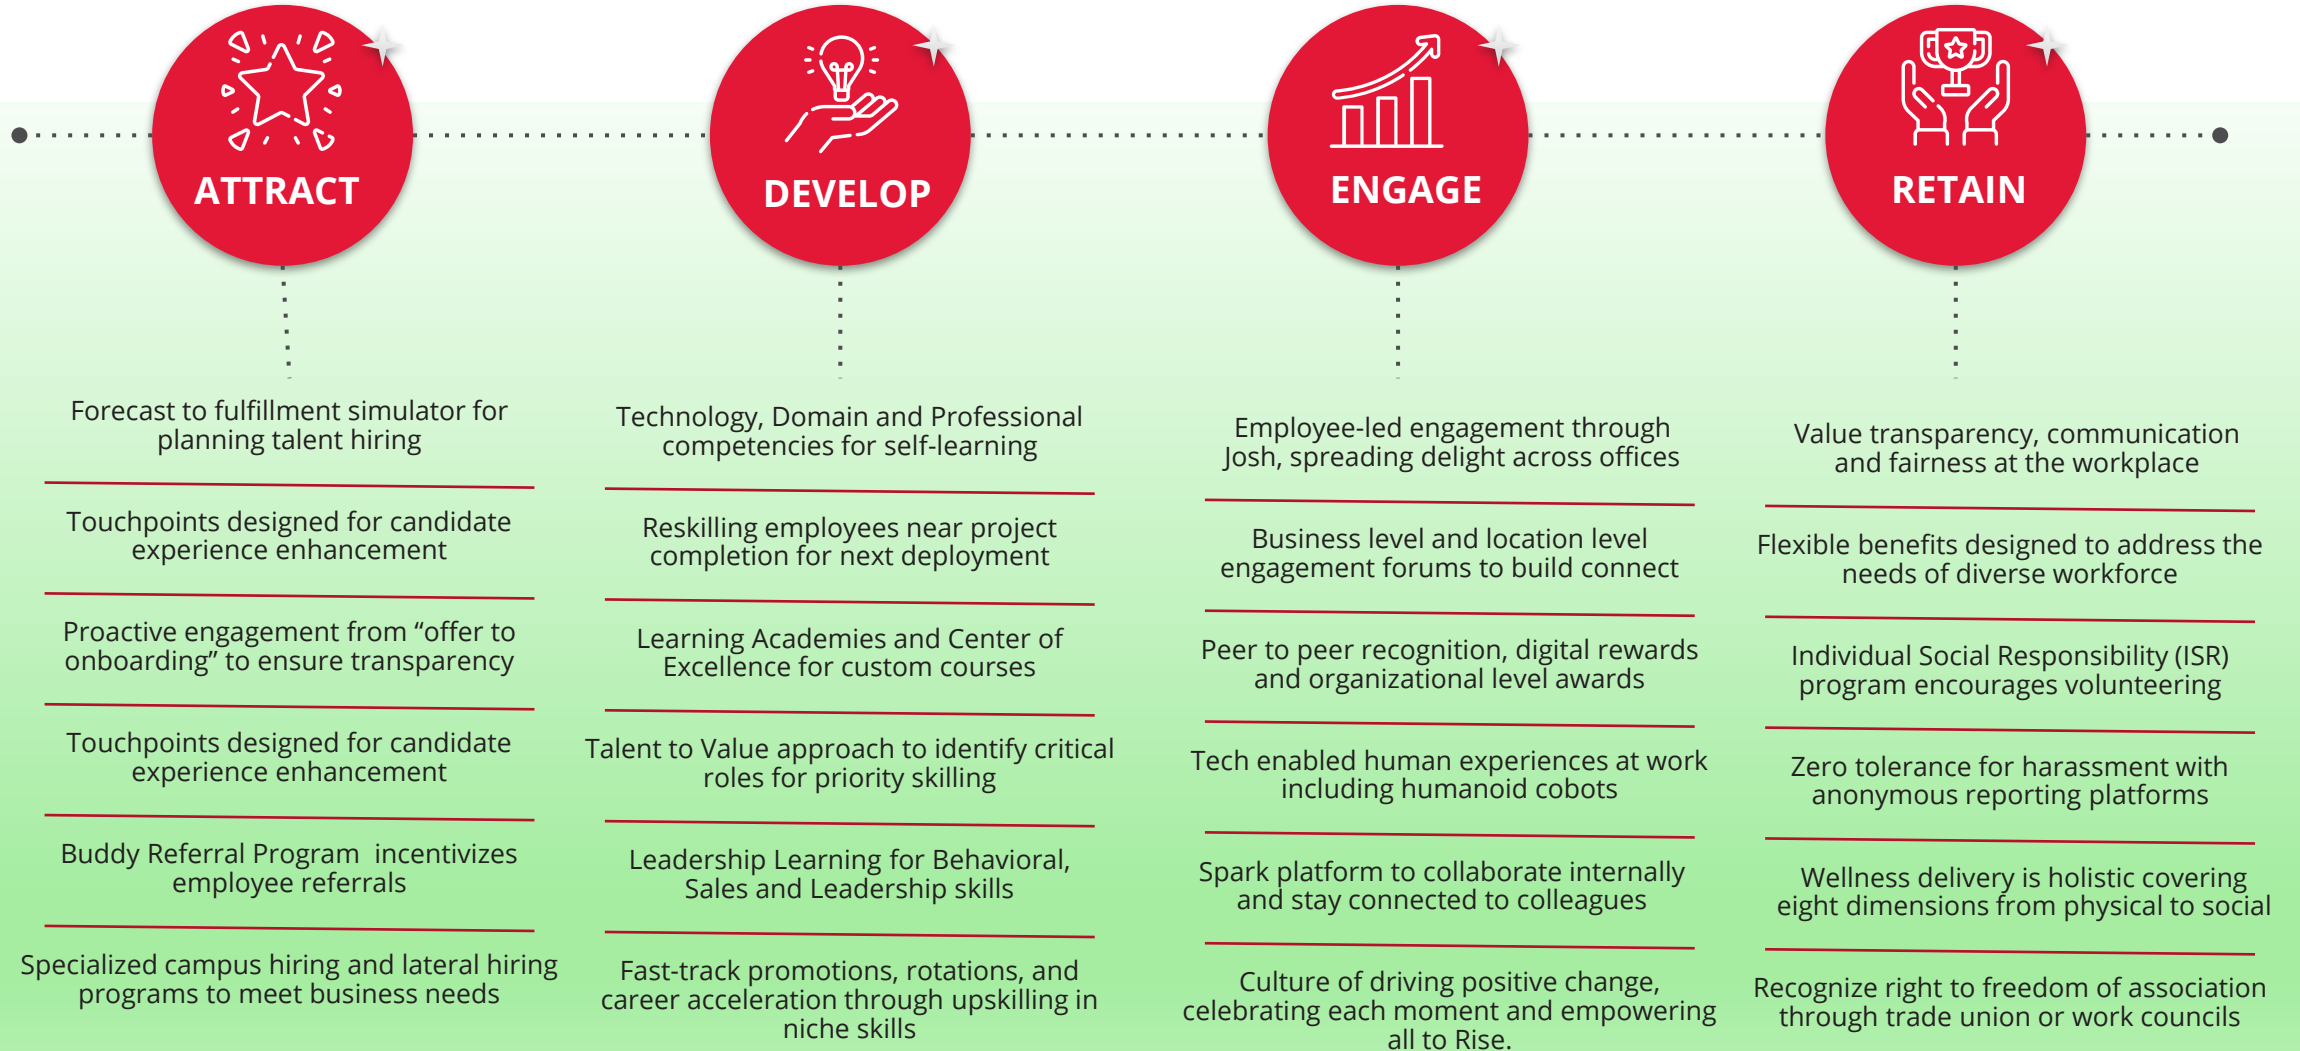 ATTRACT
Forecast to fulfillment simulator for
planning talent hiring
Touchpoints designed for candidate
experience enhancement
Proactive engagement from “offer to
onboarding” to ensure transparency
Touchpoints designed for candidate
experience enhancement
Buddy Referral Program  incentivizes
employee referrals
Specialized campus hiring and lateral hiring
programs to meet business needs
DEVELOP
Technology, Domain and Professional
competencies for self-learning
Reskilling employees near project
completion for next deployment
Learning Academies and Center of
Excellence for custom courses
Talent to Value approach to identify critical
roles for priority skilling
Leadership Learning for Behavioral,
Sales and Leadership skills
Fast-track promotions, rotations, and
career acceleration through upskilling in
niche skills
ENGAGE
Employee-led engagement through
Josh, spreading delight across offices
Business level and location level
engagement forums to build connect
Peer to peer recognition, digital rewards
and organizational level awards
Tech enabled human experiences at work
including humanoid cobots
Spark platform to collaborate internally
and stay connected to colleagues
Culture of driving positive change,
celebrating each moment and empowering
all to Rise.
RETAIN
Value transparency, communication
and fairness at the workplace
Flexible benefits designed to address the
needs of diverse workforce
Individual Social Responsibility (ISR)
program encourages volunteering
Zero tolerance for harassment with
anonymous reporting platforms
Wellness delivery is holistic covering
eight dimensions from physical to social
Recognize right to freedom of association
through trade union or work councils